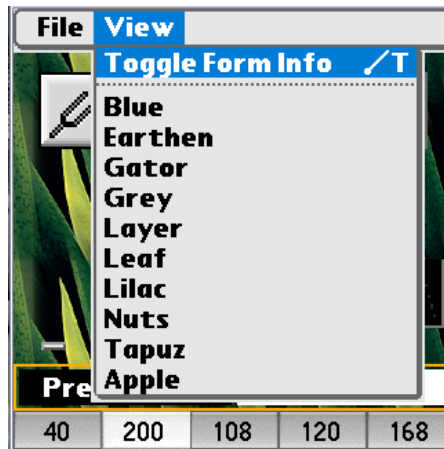 File View
Toggle Form Info /T
Blue
Earthen
Gator
Grey
Layer
Leaf
Lilac
Nuts
Tapuz
Apple
Pre
40 200 108 120 168